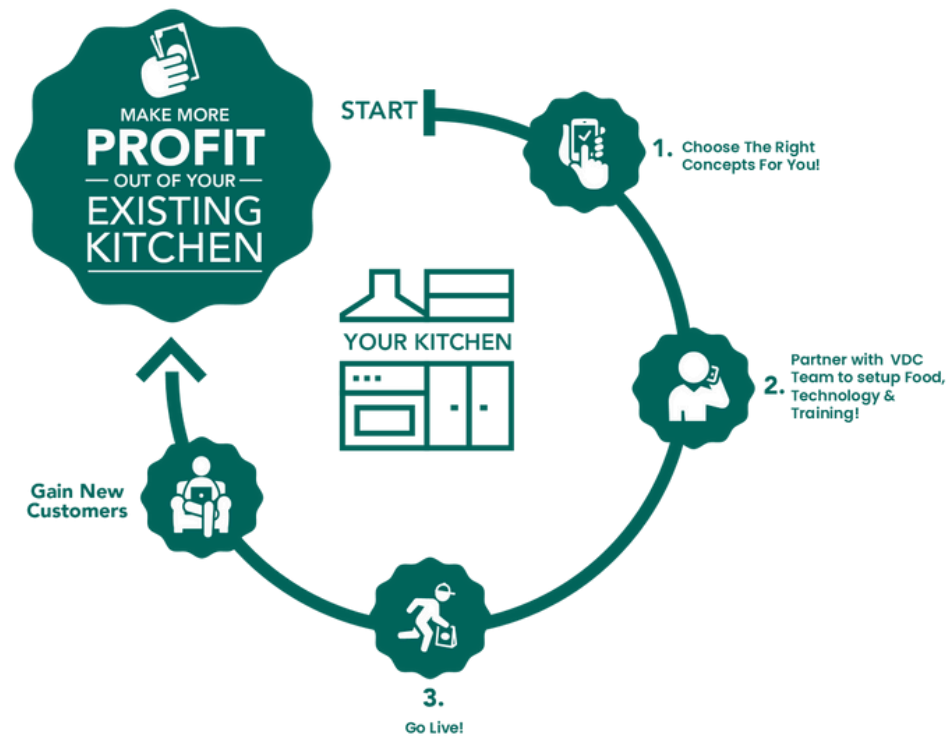 MAKE MORE
PROFIT
— OUT OF YOUR —
EXISTING
KITCHEN
START
1. Choose The Right
Concepts For You!
YOUR KITCHEN
2. Partner with VDC
Team to setup Food,
Technology &
Training!
3.
Go Live!
Gain New
Customers